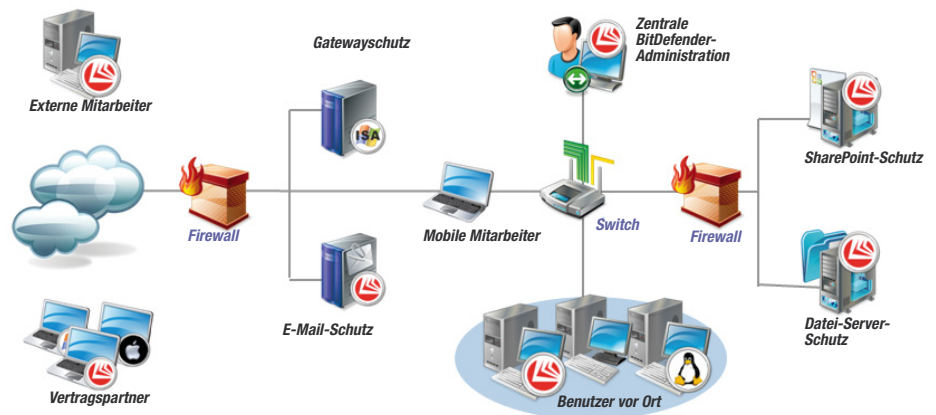 Externe Mitarbeiter
Gatewayschutz
ISA
Zentrale
BitDefender-
Administration
SharePoint-Schutz
Firewall
Mobile Mitarbeiter
Switch
Firewall
E-Mail-Schutz
Datei-Server-
Schutz
Vertragspartner
Benutzer vor Ort